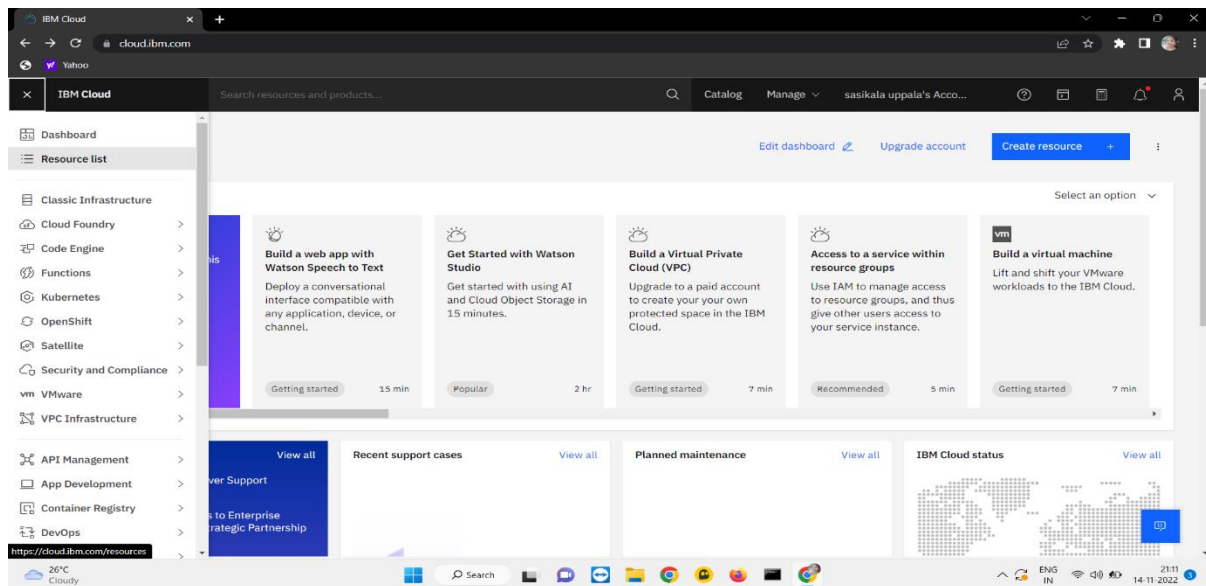 IBM Cloud
cloud.ibm.com
Yahoo
IBM Cloud
Search resources and products...
Catalog
Manage
sasikala uppala's Acco...
Dashboard
Resource list
Classic Infrastructure
Cloud Foundry
Code Engine
Functions
Kubernetes
OpenShift
Satellite
Security and Compliance
vm VMware
VPC Infrastructure
API Management
App Development
Container Registry
DevOps
https://cloud.ibm.com/resources
Edit dashboard
Upgrade account
Create resource +
Select an option
his
Build a web app with
Watson Speech to Text
Deploy a conversational
interface compatible with
any application, device, or
channel.
Getting started
15 min
Get Started with Watson
Studio
Get started with using AI
and Cloud Object Storage in
15 minutes.
Popular
2 hr
Build a Virtual Private
Cloud (VPC)
Upgrade to a paid account
to create your your own
protected space in the IBM
Cloud.
Getting started
7 min
Access to a service within
resource groups
Use IAM to manage access
to resource groups, and thus
give other users access to
your service instance.
Recommended
5 min
vm
Build a virtual machine
Lift and shift your VMware
workloads to the IBM Cloud.
Getting started
7 min
View all
ver Support
s to Enterprise
rategic Partnership
Recent support cases
View all
Planned maintenance
View all
IBM Cloud status
View all
26°C
Cloudy
Search
ENG
IN
21:11
14-11-2022
3